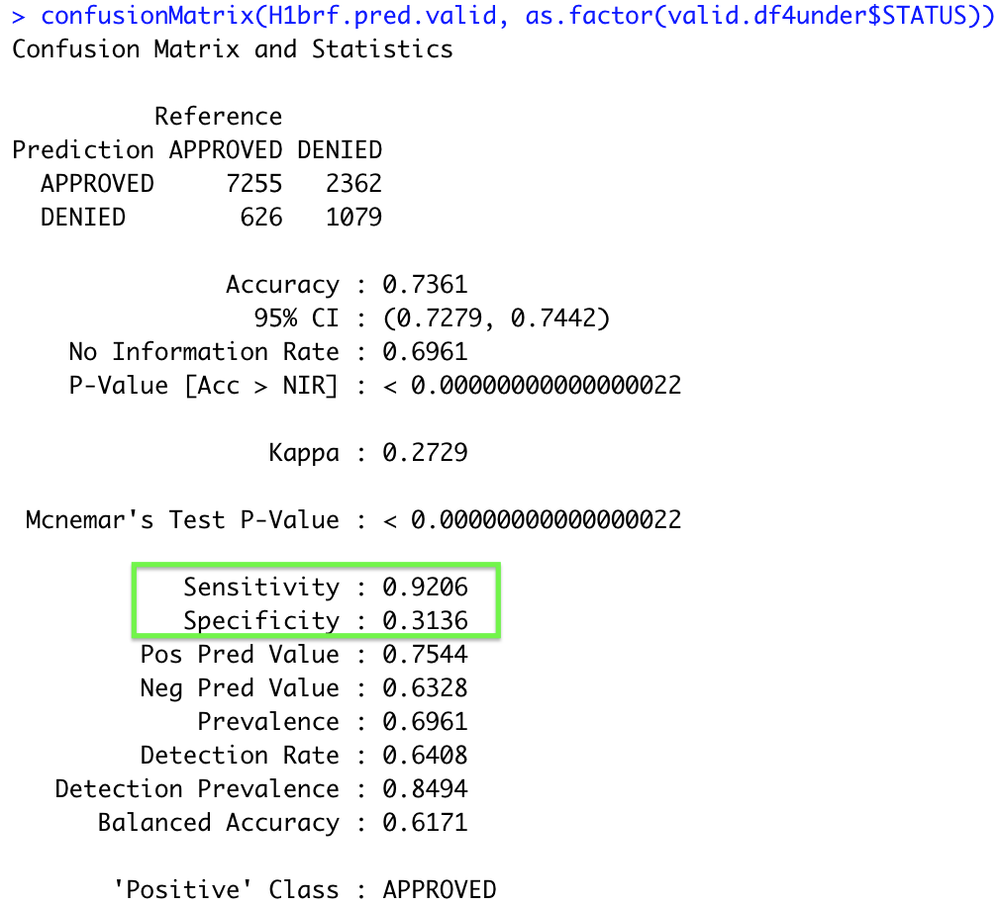 > confusionMatrix(H1brf.pred.valid, as.factor(valid.df4under$STATUS))
Confusion Matrix and Statistics
Reference
Prediction APPROVED DENIED
APPROVED 7255 2362
DENIED 626 1079
Accuracy : 0.7361
95% CI : (0.7279, 0.7442)
No Information Rate : 0.6961
P-Value [Acc > NIR] : < 0.00000000000000022
Kappa : 0.2729
Mcnemar's Test P-Value : < 0.00000000000000022
Sensitivity : 0.9206
Specificity : 0.3136
Pos Pred Value : 0.7544
Neg Pred Value : 0.6328
Prevalence : 0.6961
Detection Rate : 0.6408
Detection Prevalence : 0.8494
Balanced Accuracy : 0.6171
'Positive' Class : APPROVED